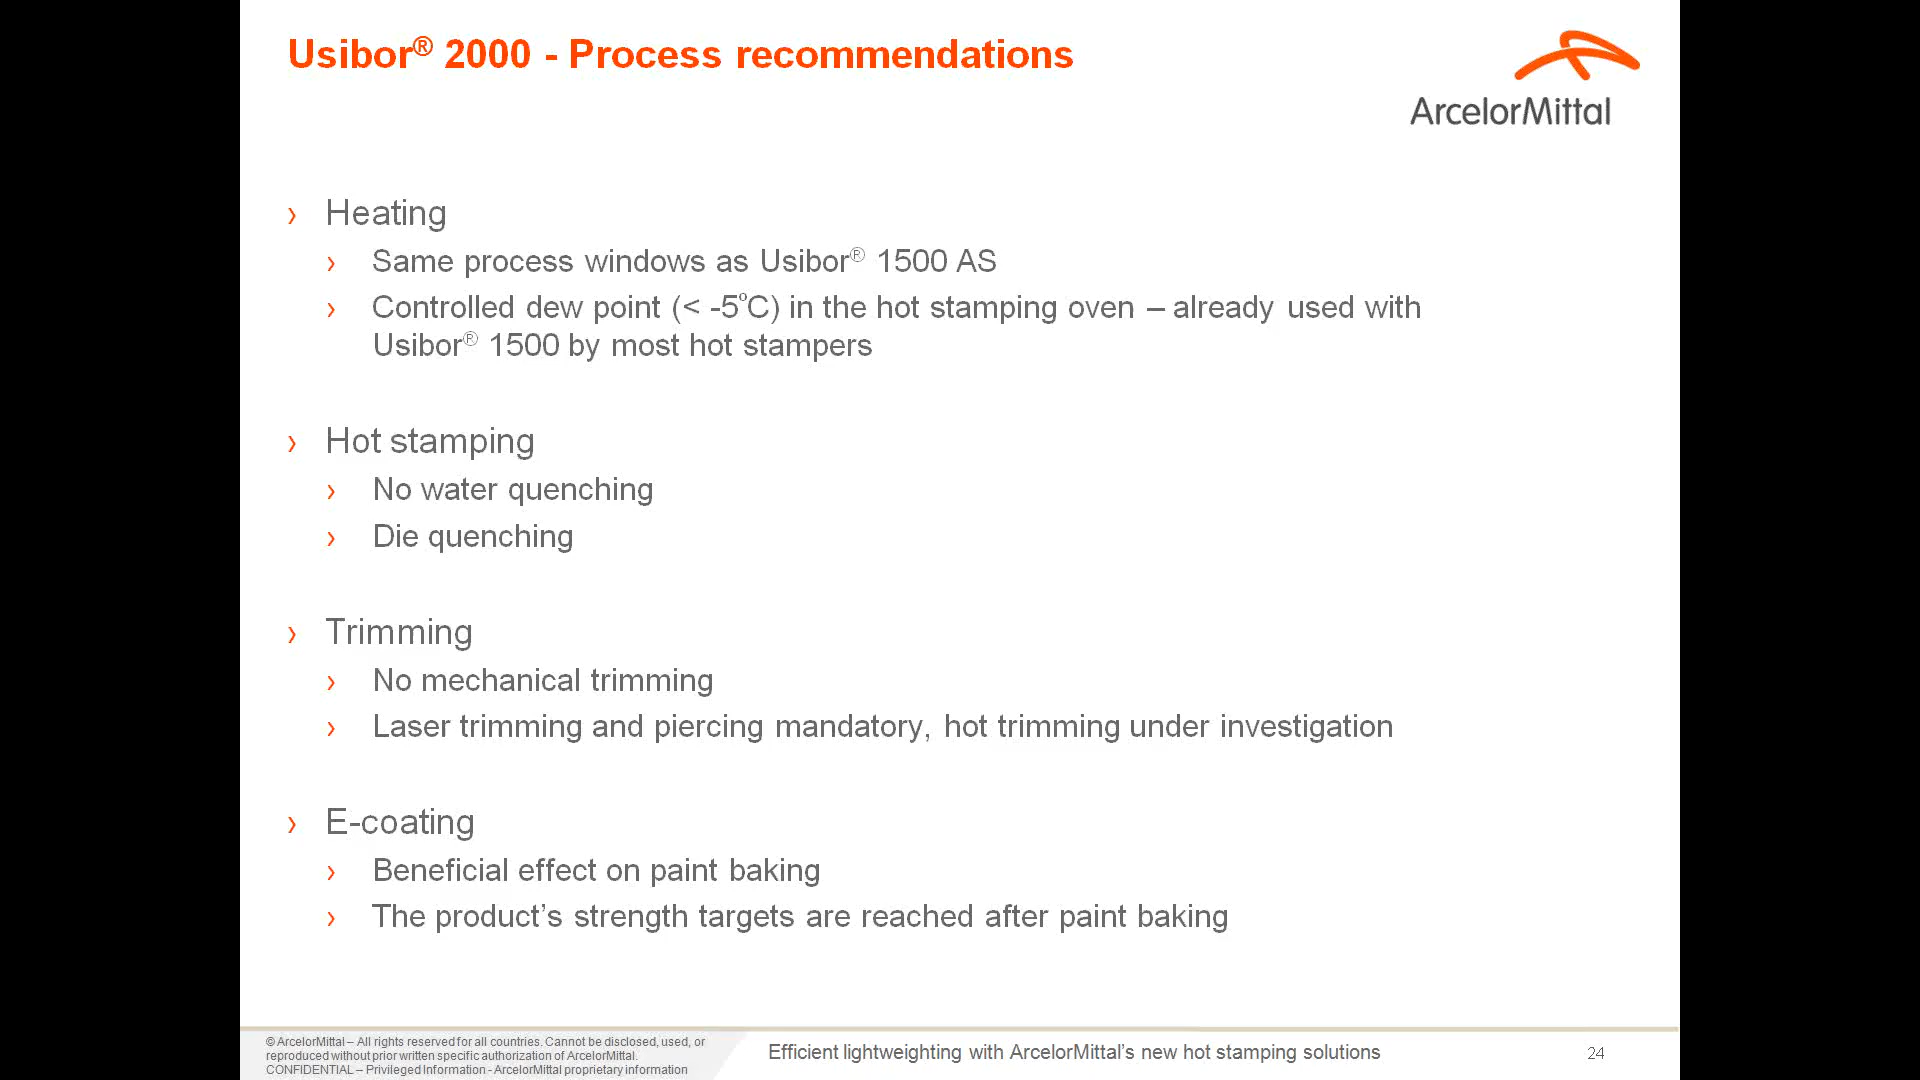 Usibor® 2000 - Process recommendations
ArcelorMittal
› Heating
› Same process windows as Usibor® 1500 AS
› Controlled dew point (< -5°C) in the hot stamping oven – already used with
Usibor® 1500 by most hot stampers
› Hot stamping
› No water quenching
› Die quenching
› Trimming
› No mechanical trimming
› Laser trimming and piercing mandatory, hot trimming under investigation
› E-coating
› Beneficial effect on paint baking
› The product’s strength targets are reached after paint baking
© ArcelorMittal – All rights reserved for all countries. Cannot be disclosed, used, or
reproduced without prior written specific authorization of ArcelorMittal.
CONFIDENTIAL – Privileged Information - ArcelorMittal proprietary information
Efficient lightweighting with ArcelorMittal’s new hot stamping solutions
24